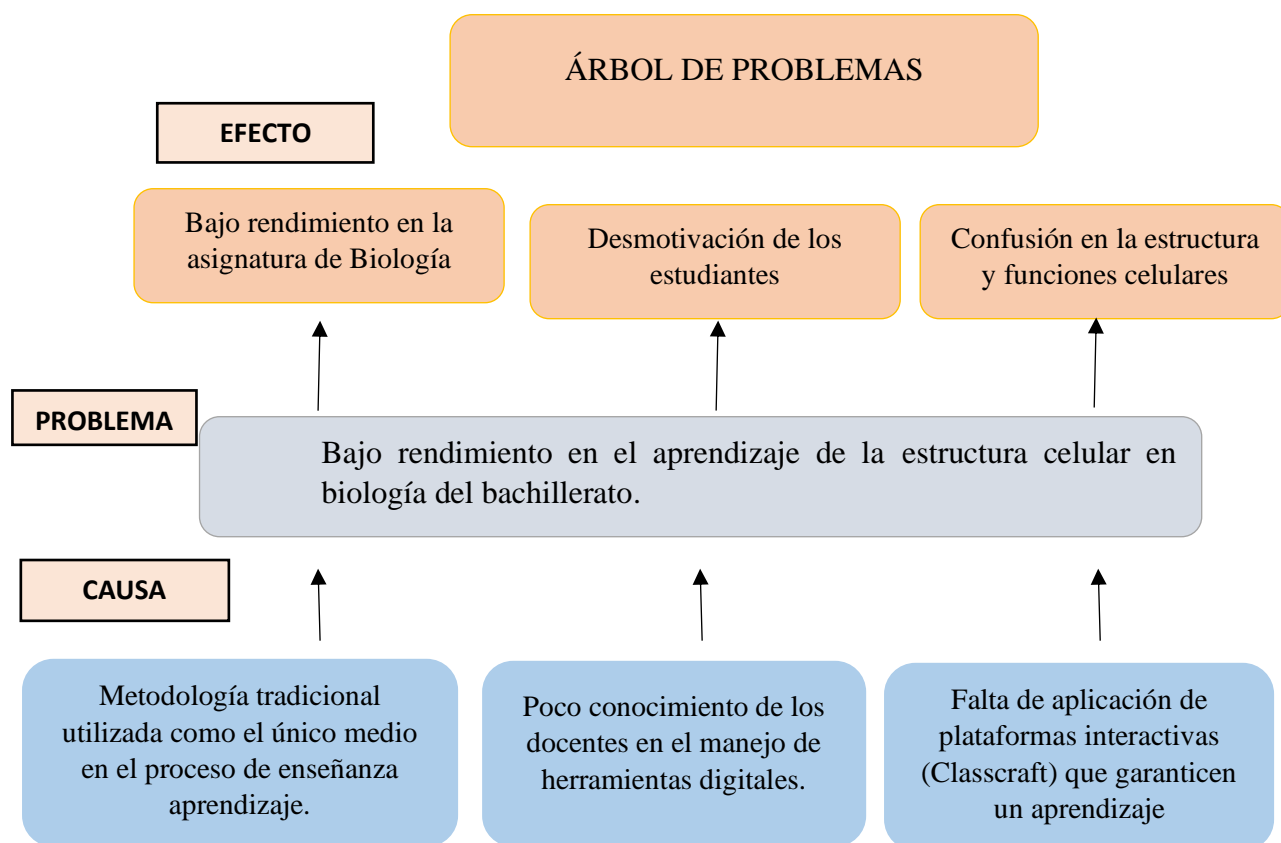 ÁRBOL DE PROBLEMAS
EFECTO
Bajo rendimiento en la
asignatura de Biología
Desmotivación de los
estudiantes
Confusión en la estructura
y funciones celulares
PROBLEMA
Bajo rendimiento en el aprendizaje de la estructura celular en
biología del bachillerato.
CAUSA
Metodología tradicional
utilizada como el único medio
en el proceso de enseñanza
aprendizaje.
Poco conocimiento de los
docentes en el manejo de
herramientas digitales.
Falta de aplicación de
plataformas interactivas
(Classcraft) que garanticen
un aprendizaje